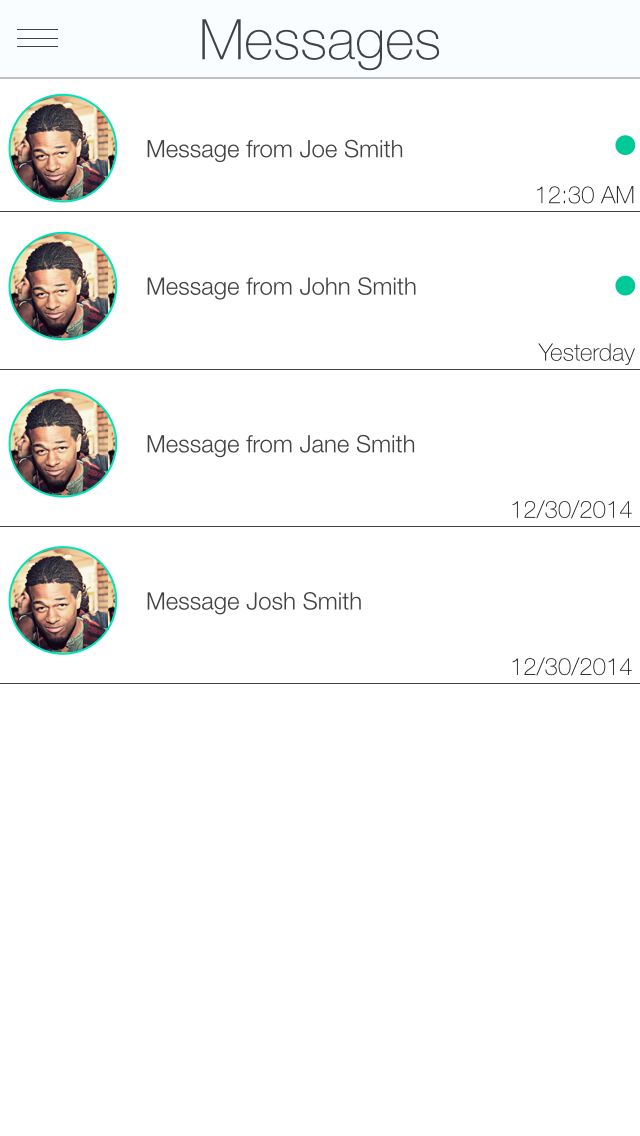 Messages
Message from Joe Smith
12:30 AM
Message from John Smith
Yesterday
Message from Jane Smith
12/30/2014
Message Josh Smith
12/30/2014